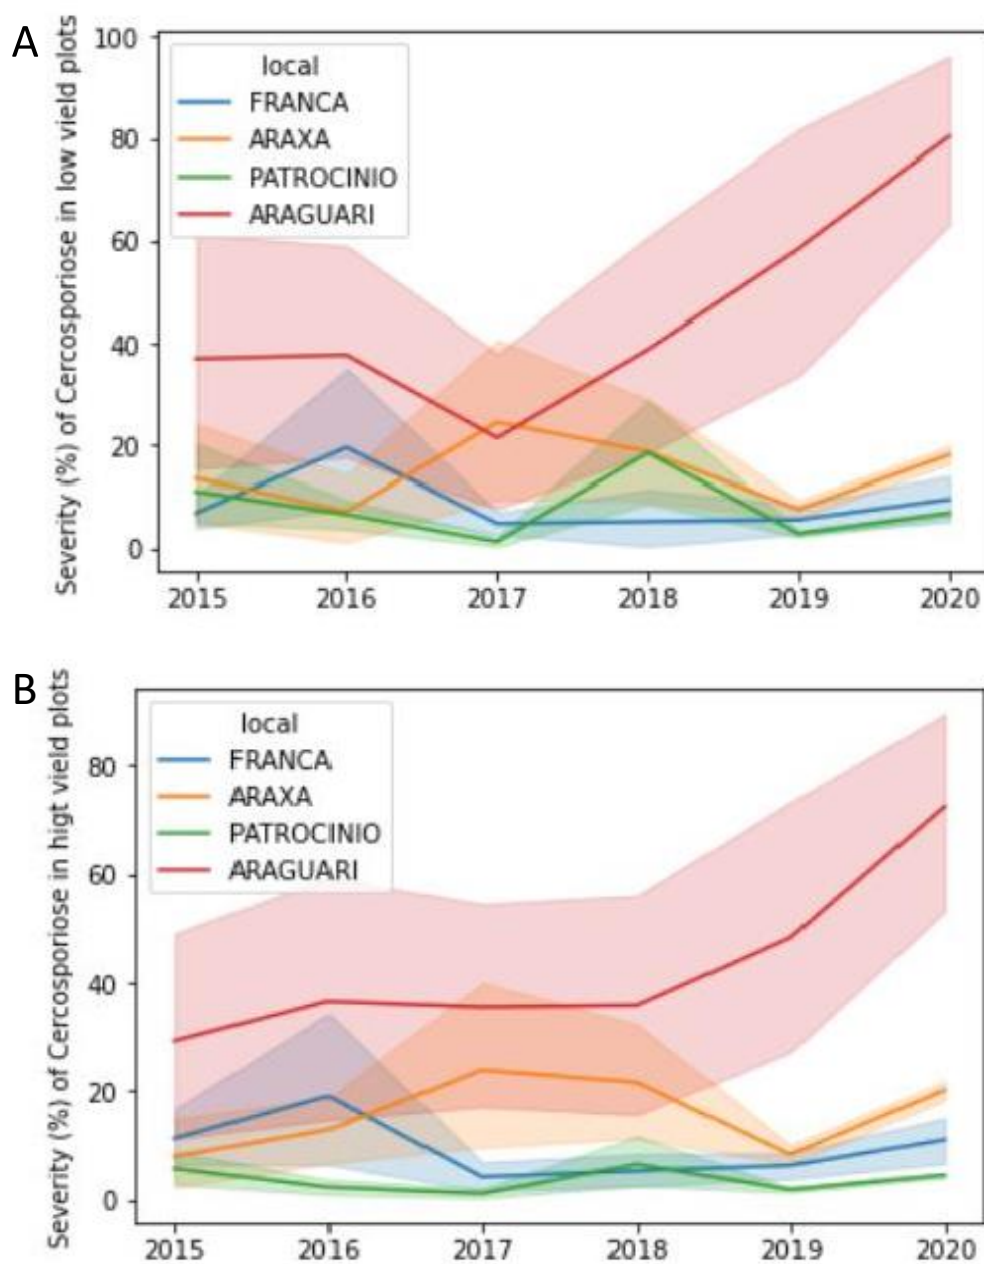 A
Severity (%) of Cercosporiose in low yield plots
100
80
60
40
20
0
local
FRANCA
ARAXA
PATROCINIO
ARAGUARI
2015 2016 2017 2018 2019 2020
B
Severity (%) of Cercosporiose in higt yield plots
80
60
40
20
0
local
FRANCA
ARAXA
PATROCINIO
ARAGUARI
2015 2016 2017 2018 2019 2020